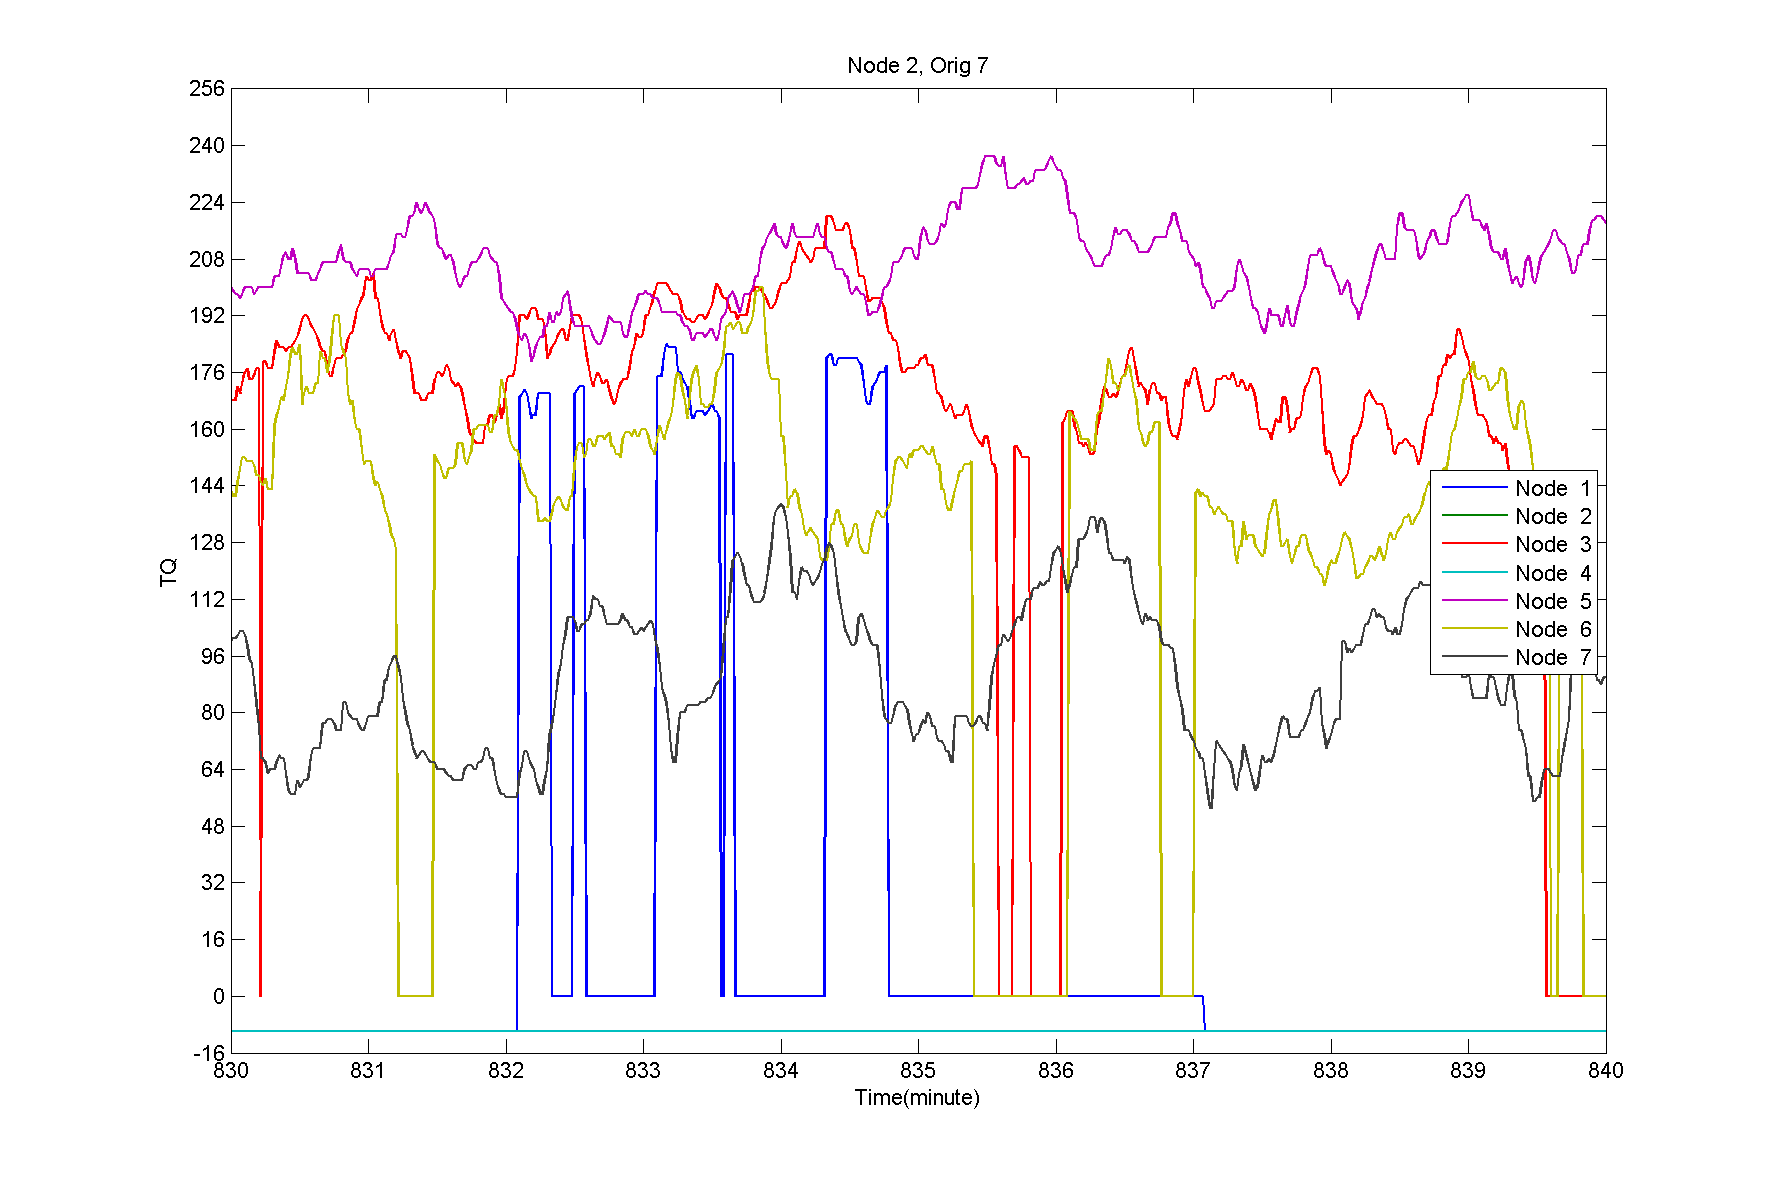 Node 2, Orig 7
256
240
224
208
192
176
160
144
128
112
96
80
64
48
32
16
0
-16
TQ
830 831 832 833 834 835 836 837 838 839 840
Time(minute)
Node 1
Node 2
Node 3
Node 4
Node 5
Node 6
Node 7